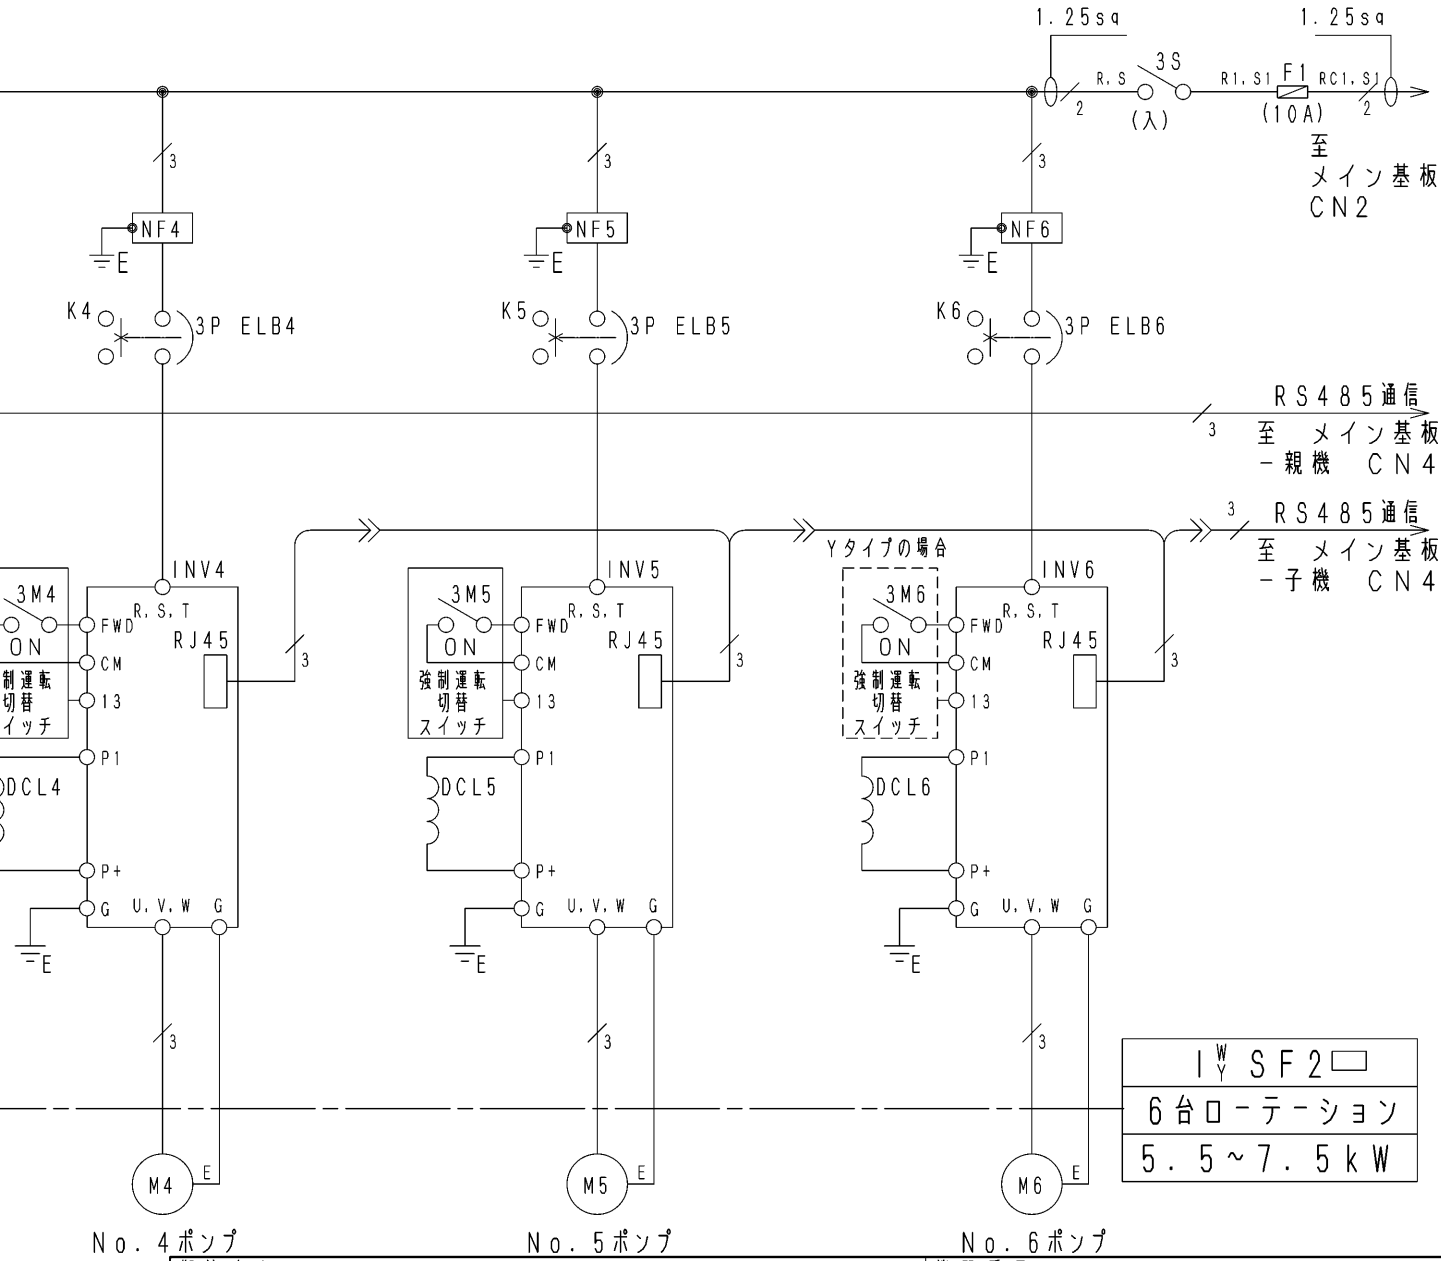 1.25sq
1.25sq
R,S
3S
(入)
2
R1,S1
F1
(10A)
RC1,S1
2
至
メイン基板
CN2
3
3
3
NF4
E
NF5
E
NF6
E
K4
3P ELB4
K5
3P ELB5
K6
3P ELB6
RS485通信
3
至 メイン基板
-親機 CN4
3
RS485通信
至 メイン基板
-子機 CN4
INV4
R,S,T
3M4
ON
FWD
RJ45
CM
制運転
切替
イッチ
13
3
P1
DCL4
P+
G
U,V,W
G
E
INV5
R,S,T
3M5
ON
FWD
RJ45
CM
強制運転
切替
スイッチ
13
3
P1
DCL5
P+
G
U,V,W
G
E
Yタイプの場合
INV6
R,S,T
3M6
ON
FWD
RJ45
CM
強制運転
切替
スイッチ
13
3
P1
DCL6
P+
G
U,V,W
G
E
3
3
3
IWYSF2□
6台ローテーション
5.5~7.5kW
M4
E
M5
E
M6
E
No.4ポンプ
No.5ポンプ
No.6ポンプ